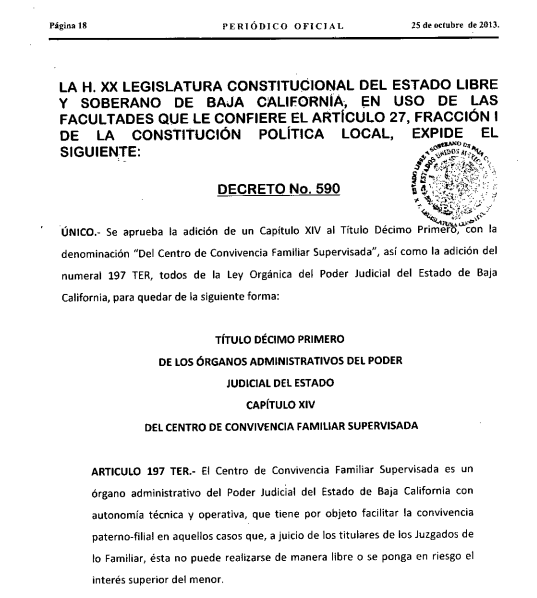 Página 18 PERIÓDICO OFICIAL 25 de octubre de 2013.
LA H. XX LEGISLATURA CONSTITUCIONAL DEL ESTADO LIBRE
Y SOBERANO DE BAJA CALIFORNIA, EN USO DE LAS
FACULTADES QUE LE CONFIERE EL ARTÍCULO 27, FRACCIÓN I
DE LA CONSTITUCIÓN POLÍTICA LOCAL, EXPIDE EL
SIGUIENTE:
DECRETO No. 590
ÚNICO.- Se aprueba la adición de un Capítulo XIV al Título Décimo Primero, con la
denominación "Del Centro de Convivencia Familiar Supervisada", así como la adición del
numeral 197 TER, todos de la Ley Orgánica del Poder Judicial del Estado de Baja
California, para quedar de la siguiente forma:
TÍTULO DÉCIMO PRIMERO
DE LOS ÓRGANOS ADMINISTRATIVOS DEL PODER
JUDICIAL DEL ESTADO
CAPÍTULO XIV
DEL CENTRO DE CONVIVENCIA FAMILIAR SUPERVISADA
ARTICULO 197 TER.- El Centro de Convivencia Familiar Supervisada es un
órgano administrativo del Poder Judicial del Estado de Baja California con
autonomía técnica y operativa, que tiene por objeto facilitar la convivencia
paterno-filial en aquellos casos que, a juicio de los titulares de los Juzgados de
lo Familiar, ésta no puede realizarse de manera libre o se ponga en riesgo el
interés superior del menor.